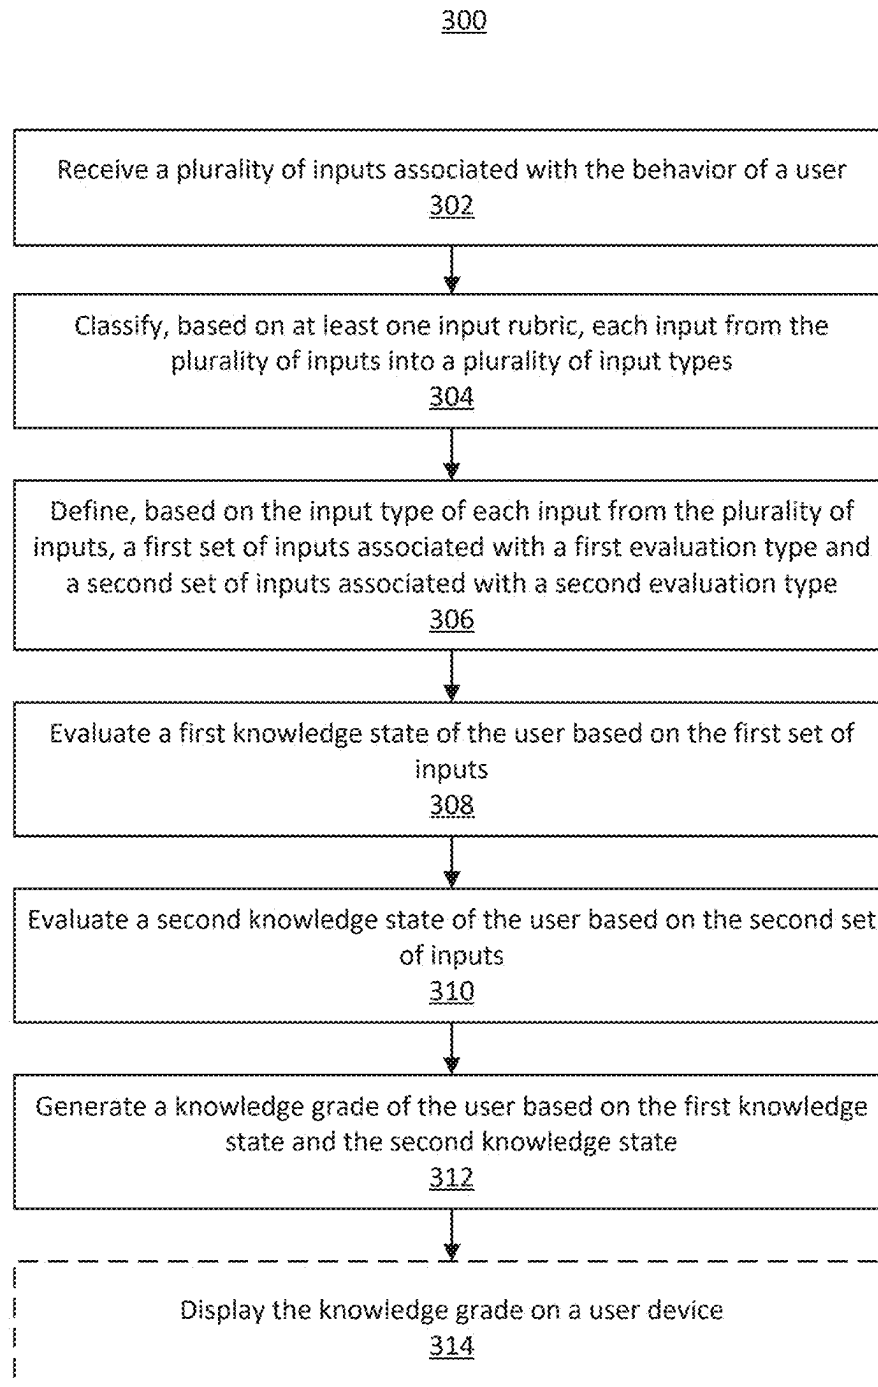 300
Receive a plurality of inputs associated with the behavior of a user
302
Classify, based on at least one input rubric, each input from the
plurality of inputs into a plurality of input types
304
Define, based on the input type of each input from the plurality of
inputs, a first set of inputs associated with a first evaluation type and
a second set of inputs associated with a second evaluation type
306
Evaluate a first knowledge state of the user based on the first set of
inputs
308
Evaluate a second knowledge state of the user based on the second set
of inputs
310
Generate a knowledge grade of the user based on the first knowledge
state and the second knowledge state
312
Display the knowledge grade on a user device
314